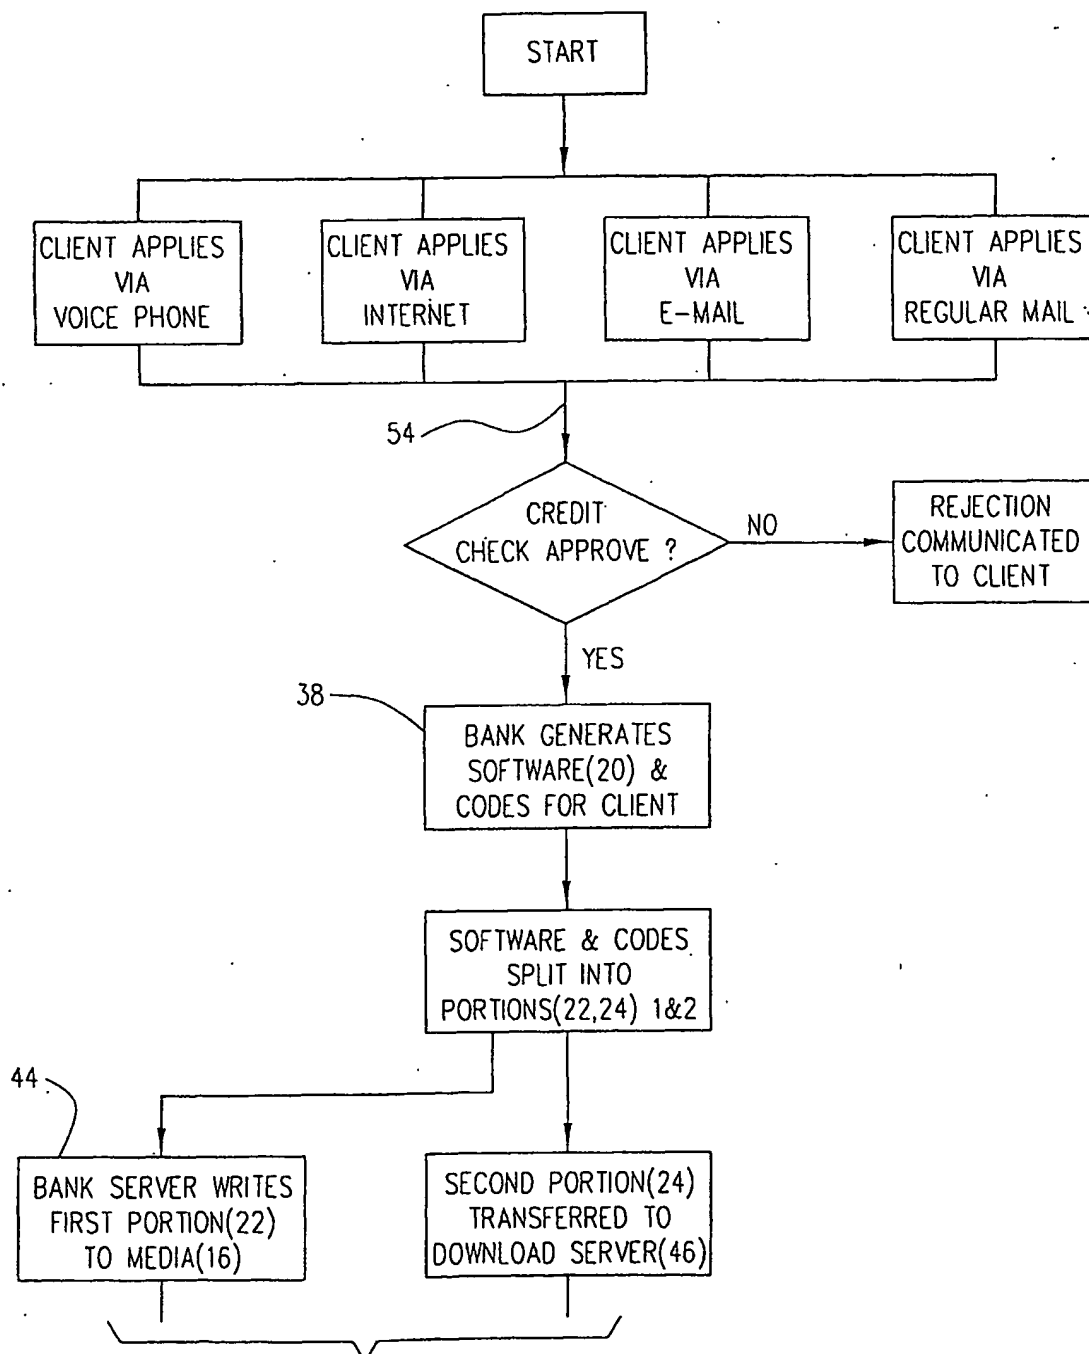 START
CLIENT APPLIES
VIA
VOICE PHONE
CLIENT APPLIES
VIA
INTERNET
CLIENT APPLIES
VIA
E-MAIL
CLIENT APPLIES
VIA
REGULAR MAIL
54
CREDIT
CHECK APPROVE ?
NO
REJECTION
COMMUNICATED
TO CLIENT
YES
38
BANK GENERATES
SOFTWARE(20) &
CODES FOR CLIENT
SOFTWARE & CODES
SPLIT INTO
PORTIONS(22,24) 1&2
44
BANK SERVER WRITES
FIRST PORTION(22)
TO MEDIA(16)
SECOND PORTION(24)
TRANSFERRED TO
DOWNLOAD SERVER(46)